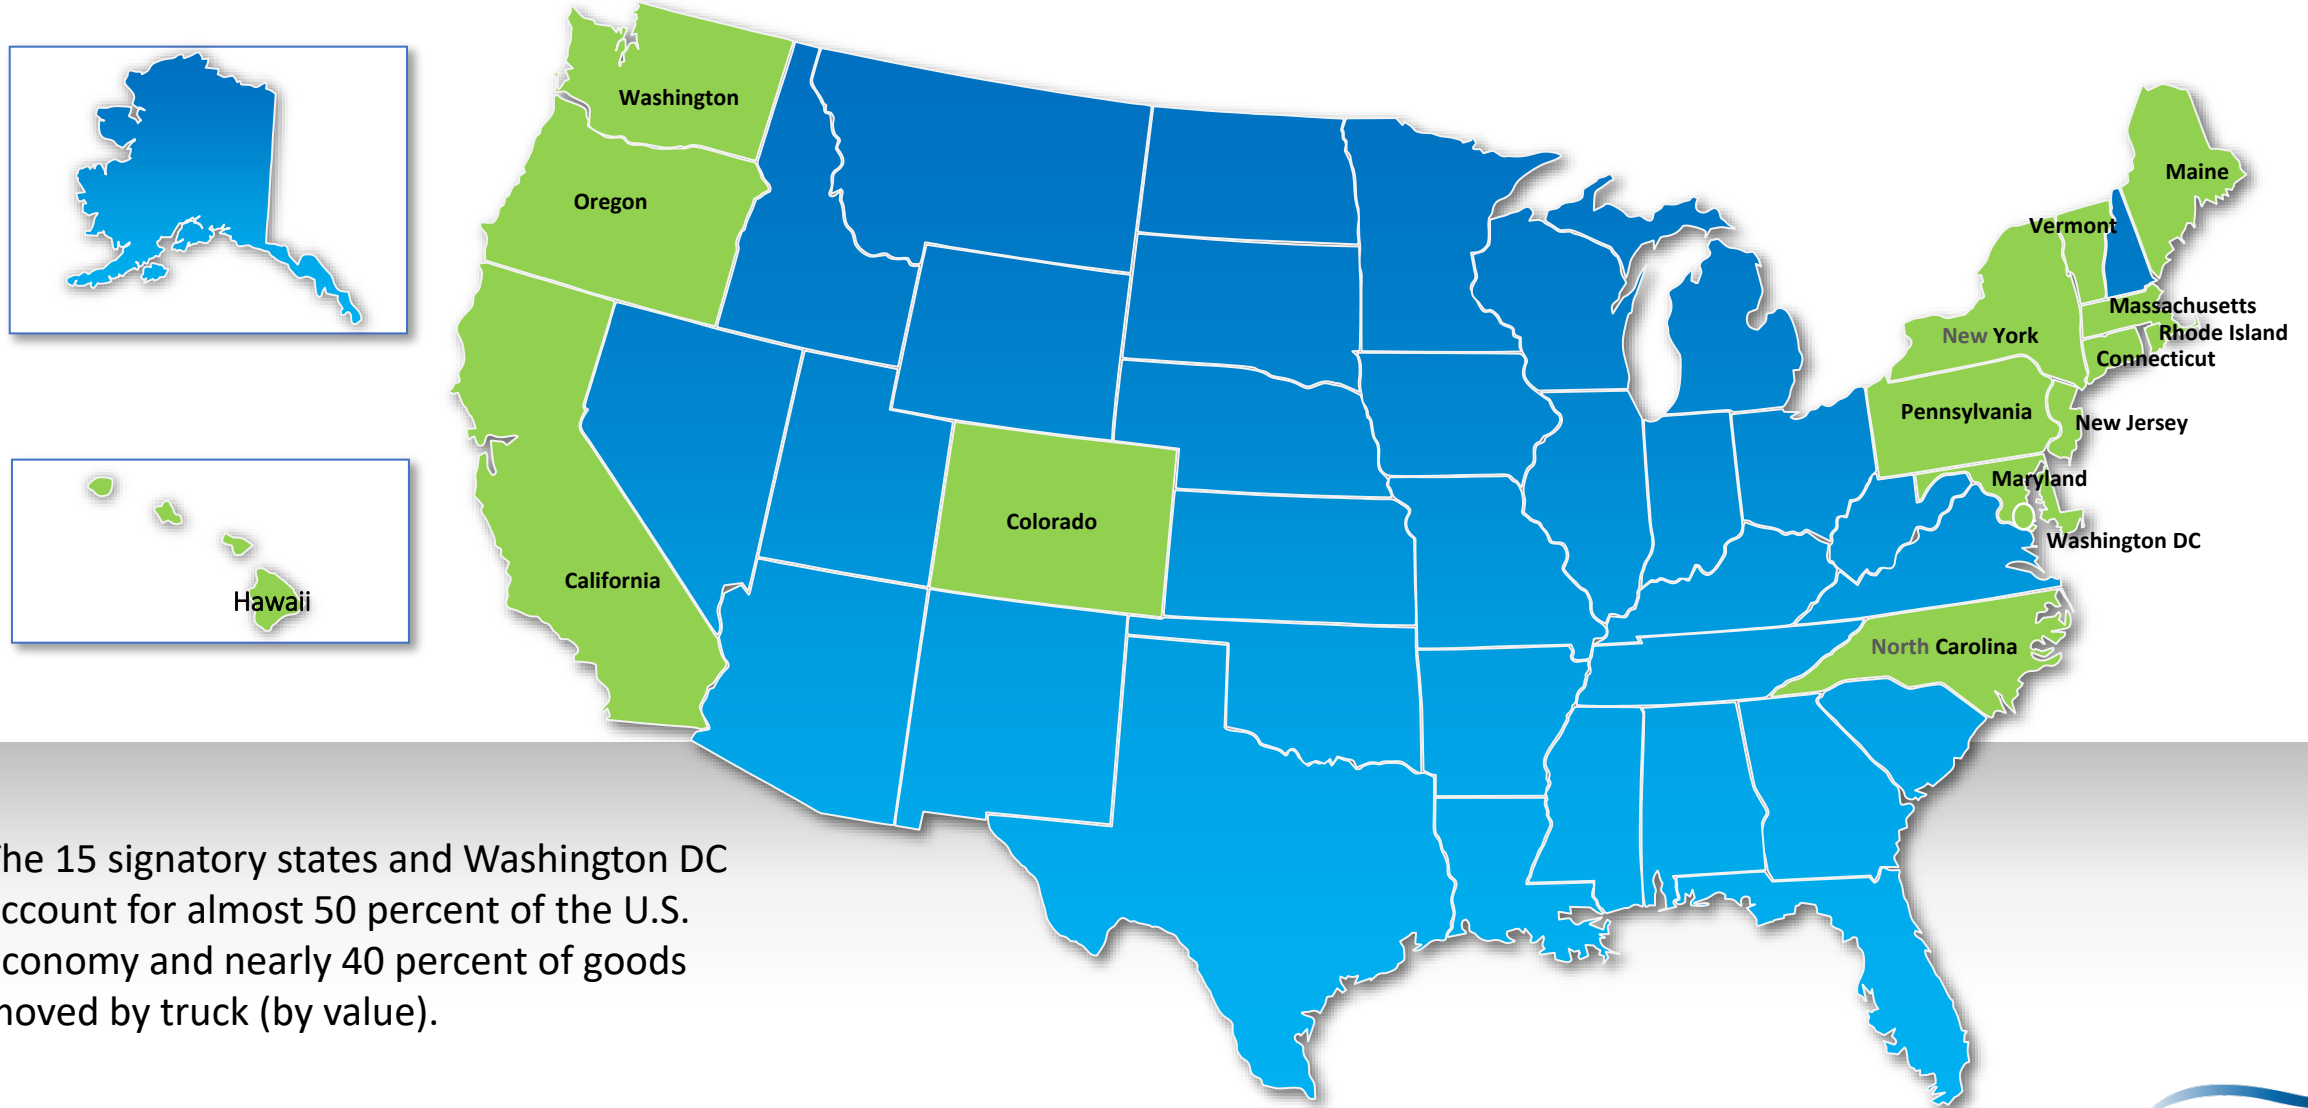 Washington
Maine
Oregon
Vermont
Massachusetts
Rhode Island
New York
Connecticut
Pennsylvania
New Jersey
Maryland
Colorado
Washington DC
California
Hawaii
North Carolina
he 15 signatory states and Washington DC
ccount for almost 50 percent of the U.S.
conomy and nearly 40 percent of goods
moved by truck (by value).